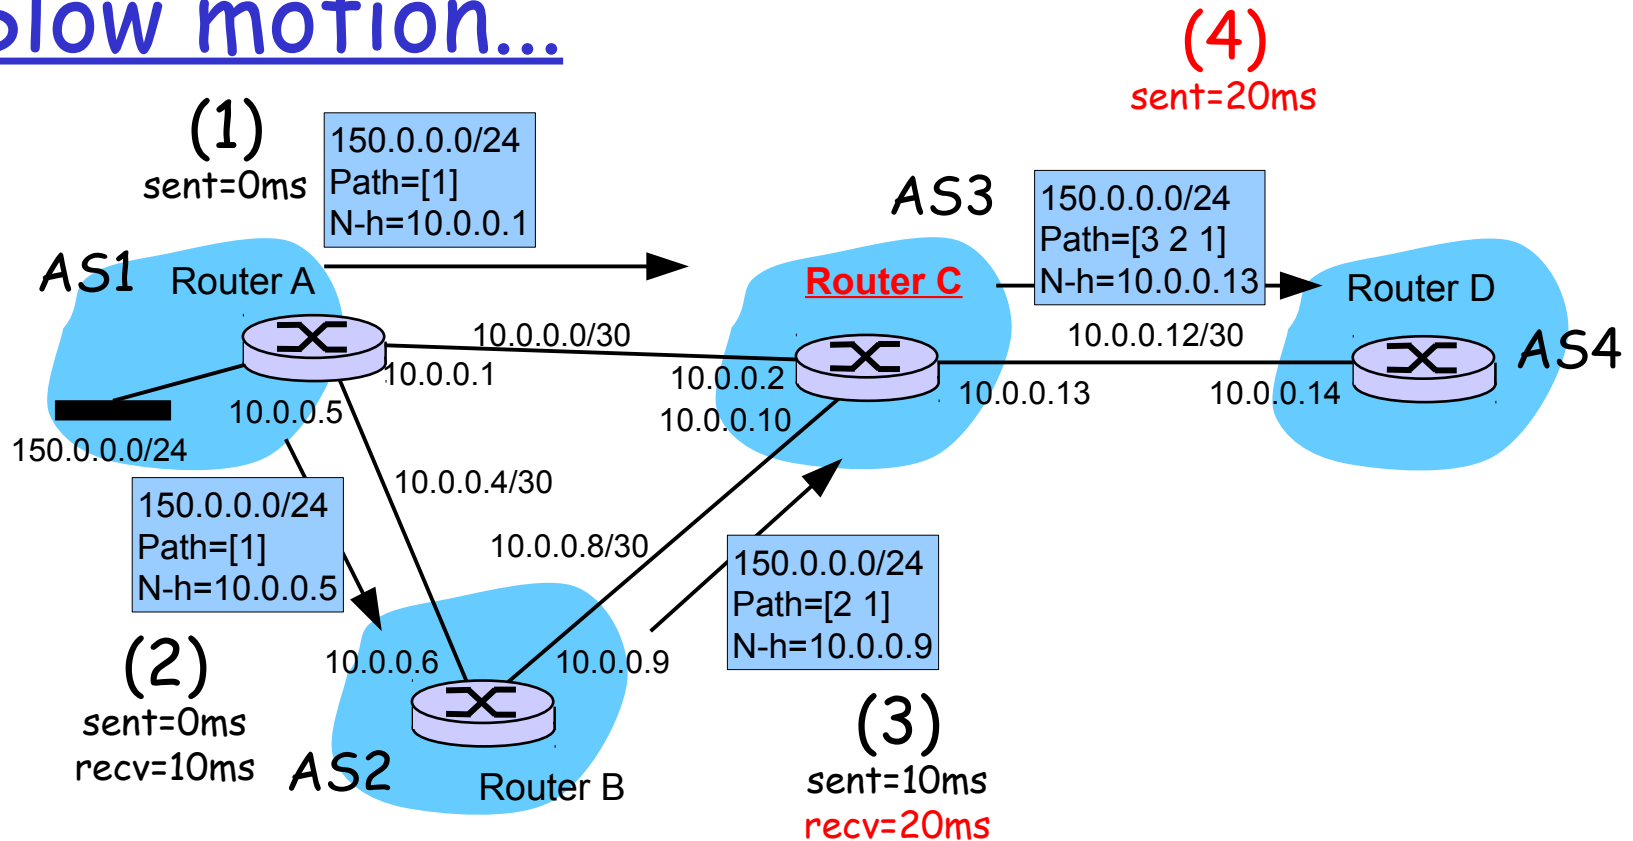 Slow motion...
(4)
sent=20ms
(1)
sent=0ms
150.0.0.0/24
Path=[1]
N-h=10.0.0.1
AS3
150.0.0.0/24
Path=[3 2 1]
N-h=10.0.0.13
AS1
Router A
Router C
Router D
10.0.0.0/30
10.0.0.12/30
AS4
10.0.0.1
10.0.0.2
10.0.0.13
10.0.0.14
10.0.0.5
10.0.0.10
150.0.0.0/24
10.0.0.4/30
150.0.0.0/24
Path=[1]
N-h=10.0.0.5
10.0.0.8/30
150.0.0.0/24
Path=[2 1]
N-h=10.0.0.9
(2)
sent=0ms
recv=10ms
10.0.0.6
10.0.0.9
AS2
Router B
(3)
sent=10ms
recv=20ms